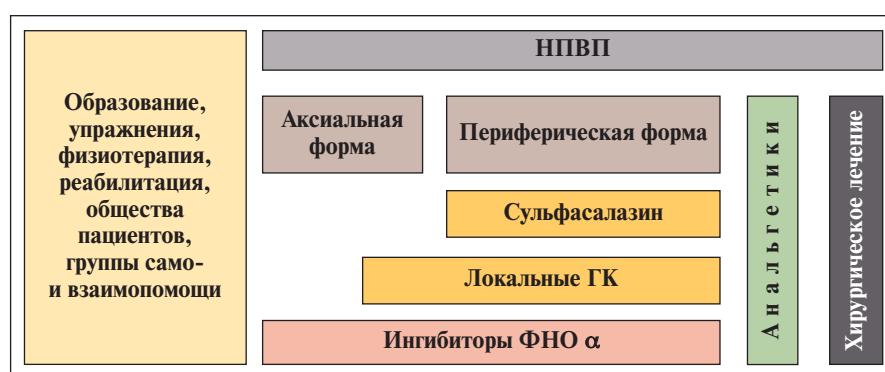 Образование,
упражнения,
физиотерапия,
реабилитация,
общества
пациентов,
группы само-
и взаимопомощи
НПВП
Аксиальная
форма
Периферическая форма
Сульфасалазин
Локальные ГК
Ингибиторы ФНО α
Анальгетики
Хирургическое лечение